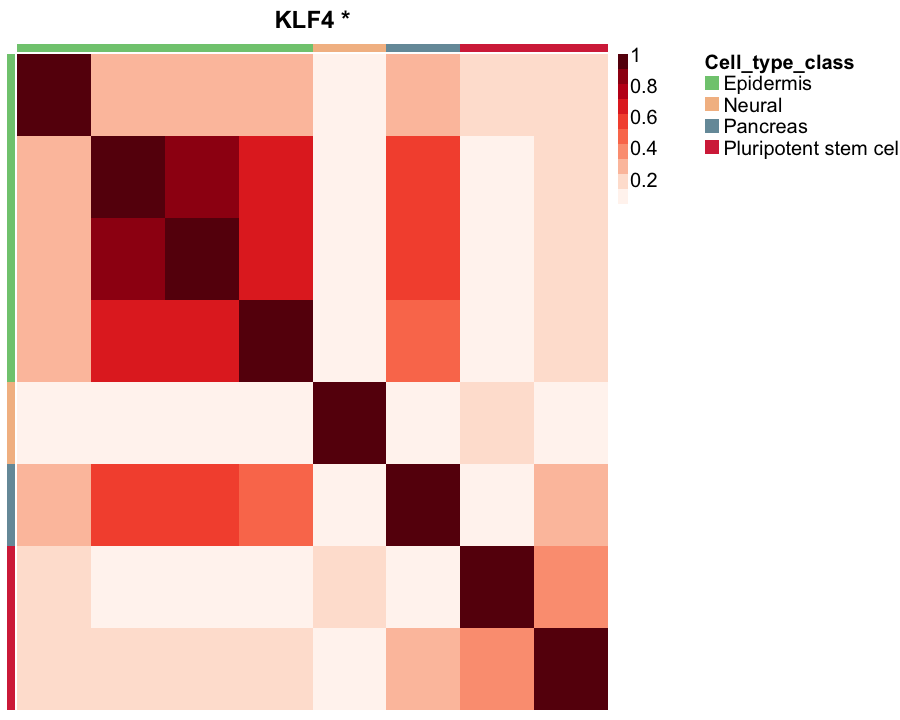 KLF4 *
1
0.8
0.6
0.4
0.2
Cell_type_class
Epidermis
Neural
Pancreas
Pluripotent stem cel